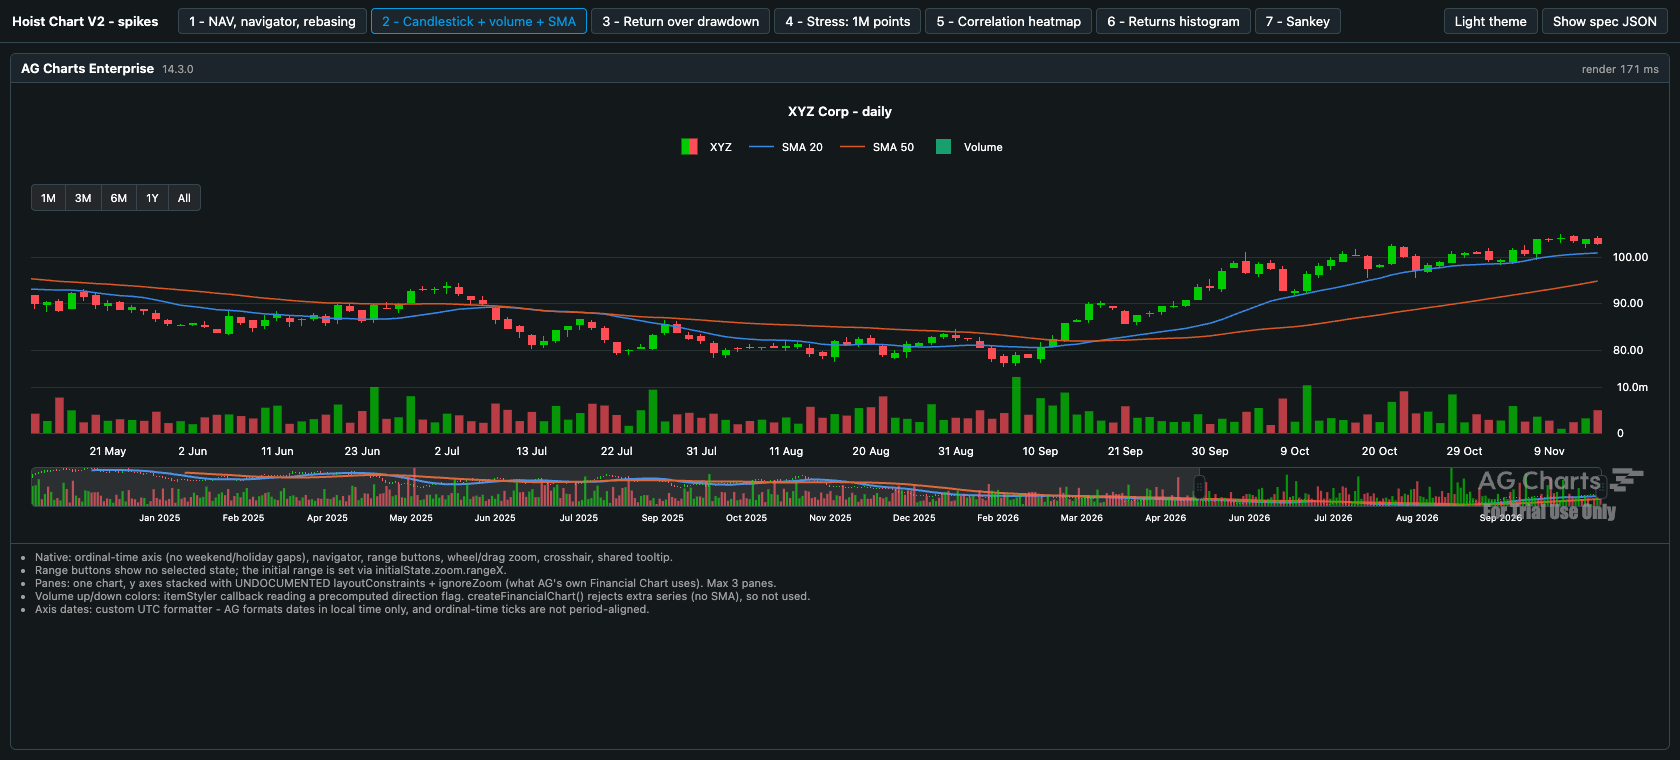 Hoist Chart V2 - spikes
1 - NAV, navigator, rebasing
2 - Candlestick + volume + SMA
3 - Return over drawdown
4 - Stress: 1M points
5 - Correlation heatmap
6 - Returns histogram
7 - Sankey
Light theme
Show spec JSON
AG Charts Enterprise 14.3.0
render 171 ms
XYZ Corp - daily
XYZ
SMA 20
SMA 50
Volume
1M 3M 6M 1Y All
100.00
90.00
80.00
10.0m
0
21 May 2 Jun 11 Jun 23 Jun 2 Jul 13 Jul 22 Jul 31 Jul 11 Aug 20 Aug 31 Aug 10 Sep 21 Sep 30 Sep 9 Oct 20 Oct 29 Oct 9 Nov
AG Charts
For Trial Use Only
Jan 2025 Feb 2025 Apr 2025 May 2025 Jun 2025 Jul 2025 Sep 2025 Oct 2025 Nov 2025 Dec 2025 Feb 2026 Mar 2026 Apr 2026 Jun 2026 Jul 2026 Aug 2026 Sep 2026
• Native: ordinal-time axis (no weekend/holiday gaps), navigator, range buttons, wheel/drag zoom, crosshair, shared tooltip.
• Range buttons show no selected state; the initial range is set via initialState.zoom.rangeX.
• Panes: one chart, y axes stacked with UNDOCUMENTED layoutConstraints + ignoreZoom (what AG's own Financial Chart uses). Max 3 panes.
• Volume up/down colors: itemStyler callback reading a precomputed direction flag. createFinancialChart() rejects extra series (no SMA), so not used.
• Axis dates: custom UTC formatter - AG formats dates in local time only, and ordinal-time ticks are not period-aligned.